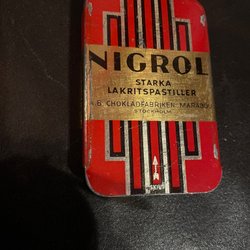 NIGROL
STARKA
LAKRITSPASTILLER
A.B. CHOKLADFABRIKEN MARABOU
STOCKHOLM